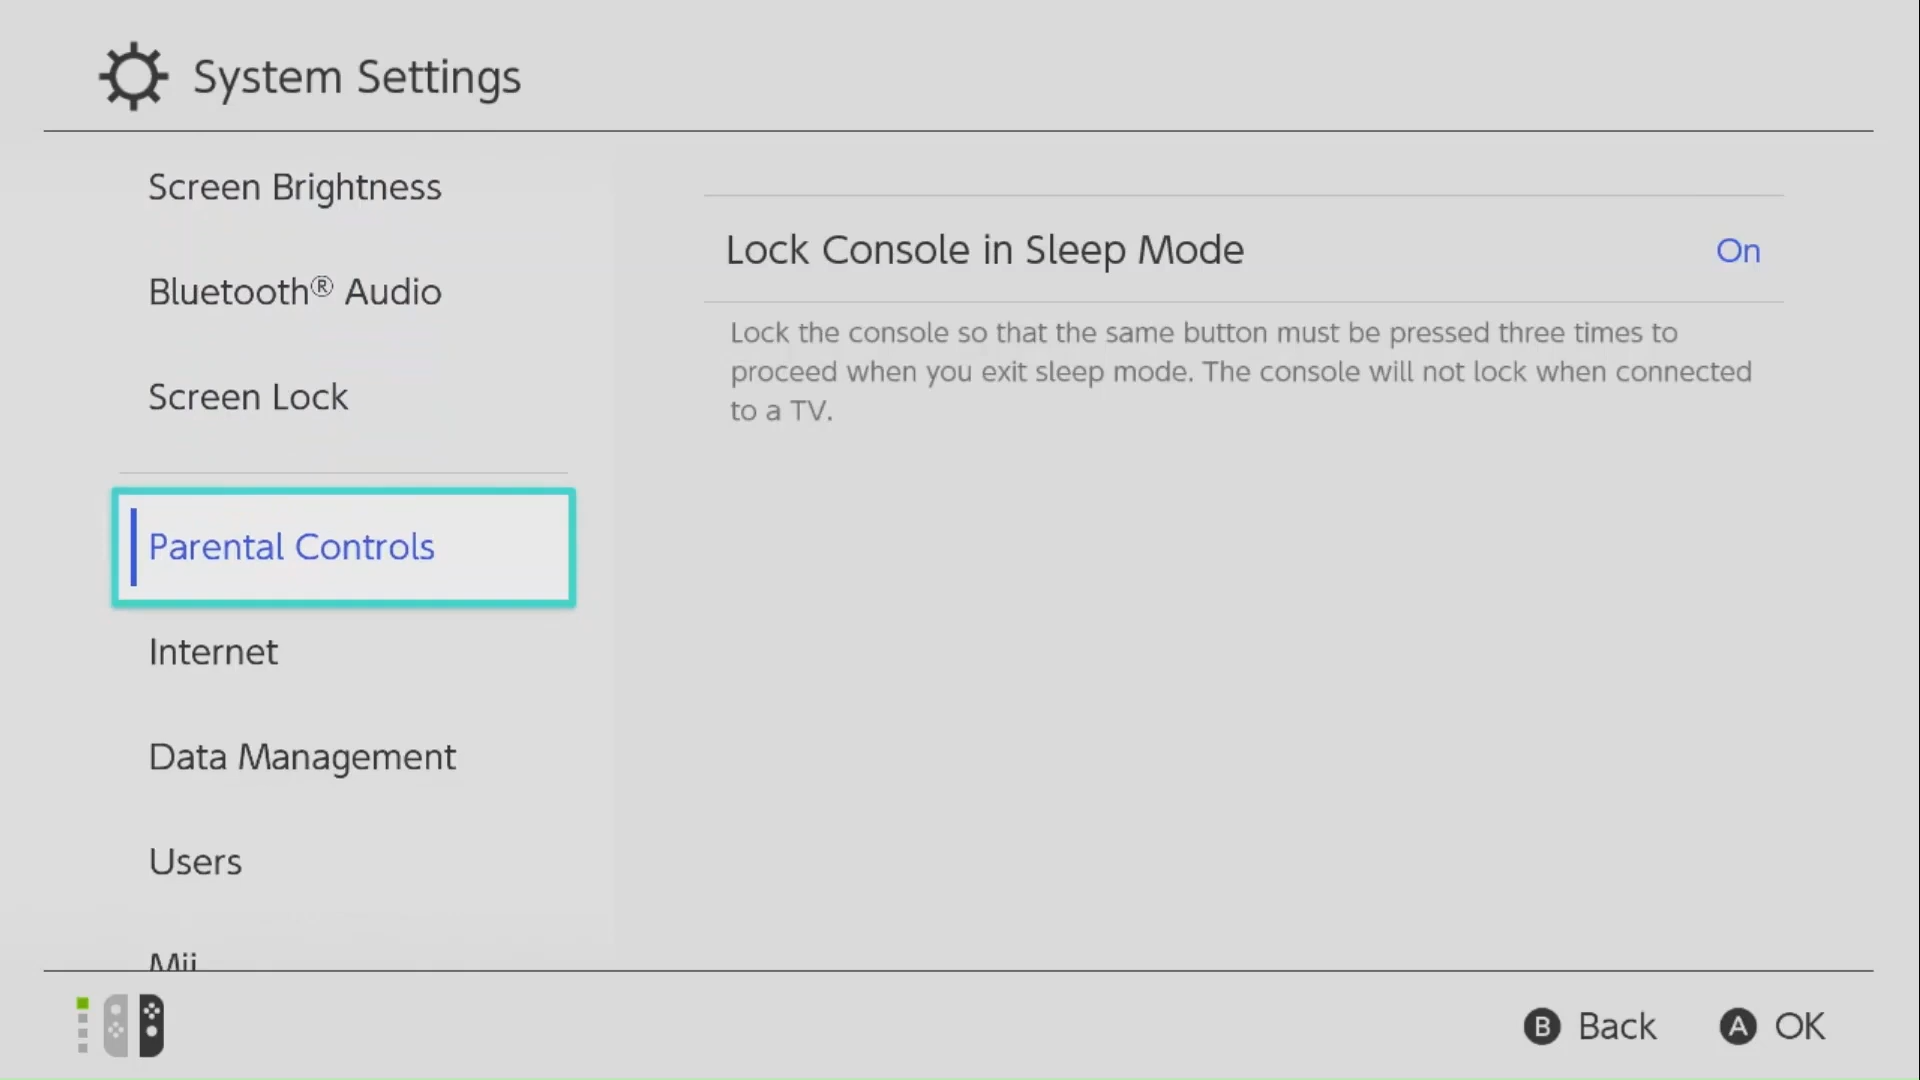 System Settings
Screen Brightness
Bluetooth® Audio
Screen Lock
Parental Controls
Internet
Data Management
Users
Mii
Lock Console in Sleep Mode On
Lock the console so that the same button must be pressed three times to
proceed when you exit sleep mode. The console will not lock when connected
to a TV.
B Back A OK